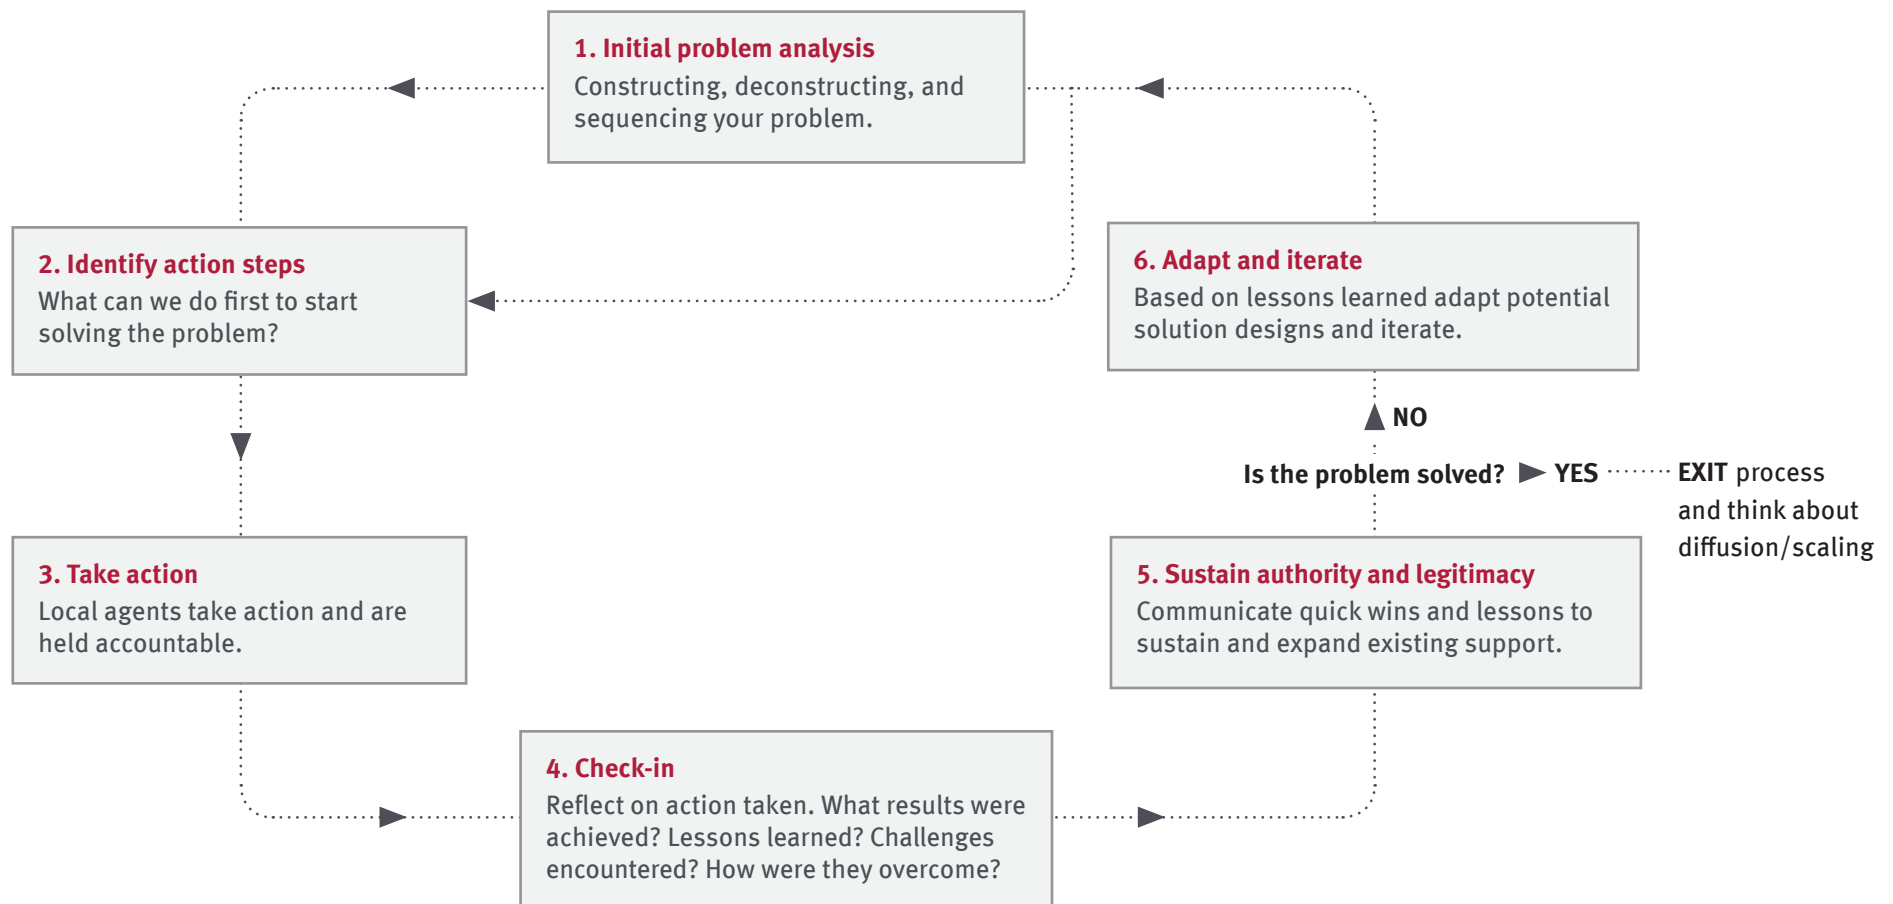 1. Initial problem analysis
Constructing, deconstructing, and
sequencing your problem.
2. Identify action steps
What can we do first to start
solving the problem?
3. Take action
Local agents take action and are
held accountable.
4. Check-in
Reflect on action taken. What results were
achieved? Lessons learned? Challenges
encountered? How were they overcome?
5. Sustain authority and legitimacy
Communicate quick wins and lessons to
sustain and expand existing support.
Is the problem solved?
YES
EXIT process
and think about
diffusion/scaling
NO
6. Adapt and iterate
Based on lessons learned adapt potential
solution designs and iterate.